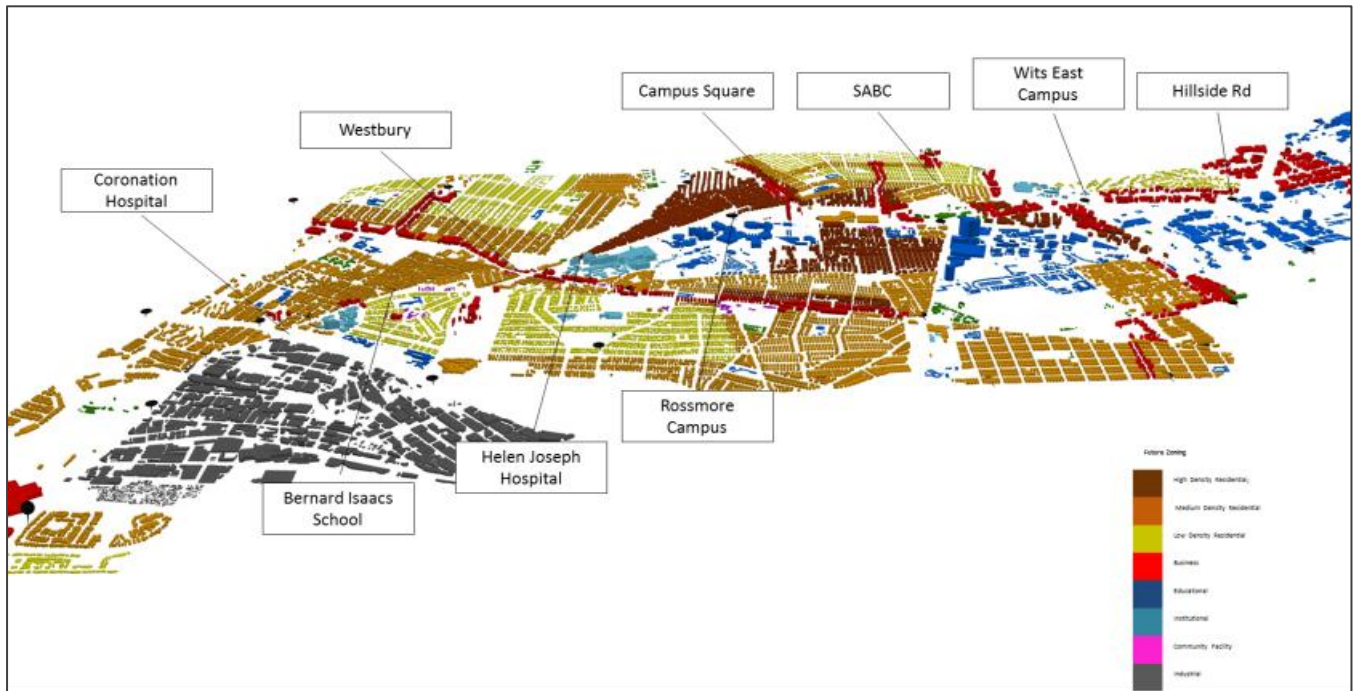 Wits East
Campus
Campus Square
SABC
Hillside Rd
Westbury
Coronation
Hospital
Rossmore
Campus
Helen Joseph
Hospital
Bernard Isaacs
School
Future Zoning
High Density Residential;
Medium Density Residential
Low Density Residential
Business
Educational
Institutional
Community Facility
Industrial